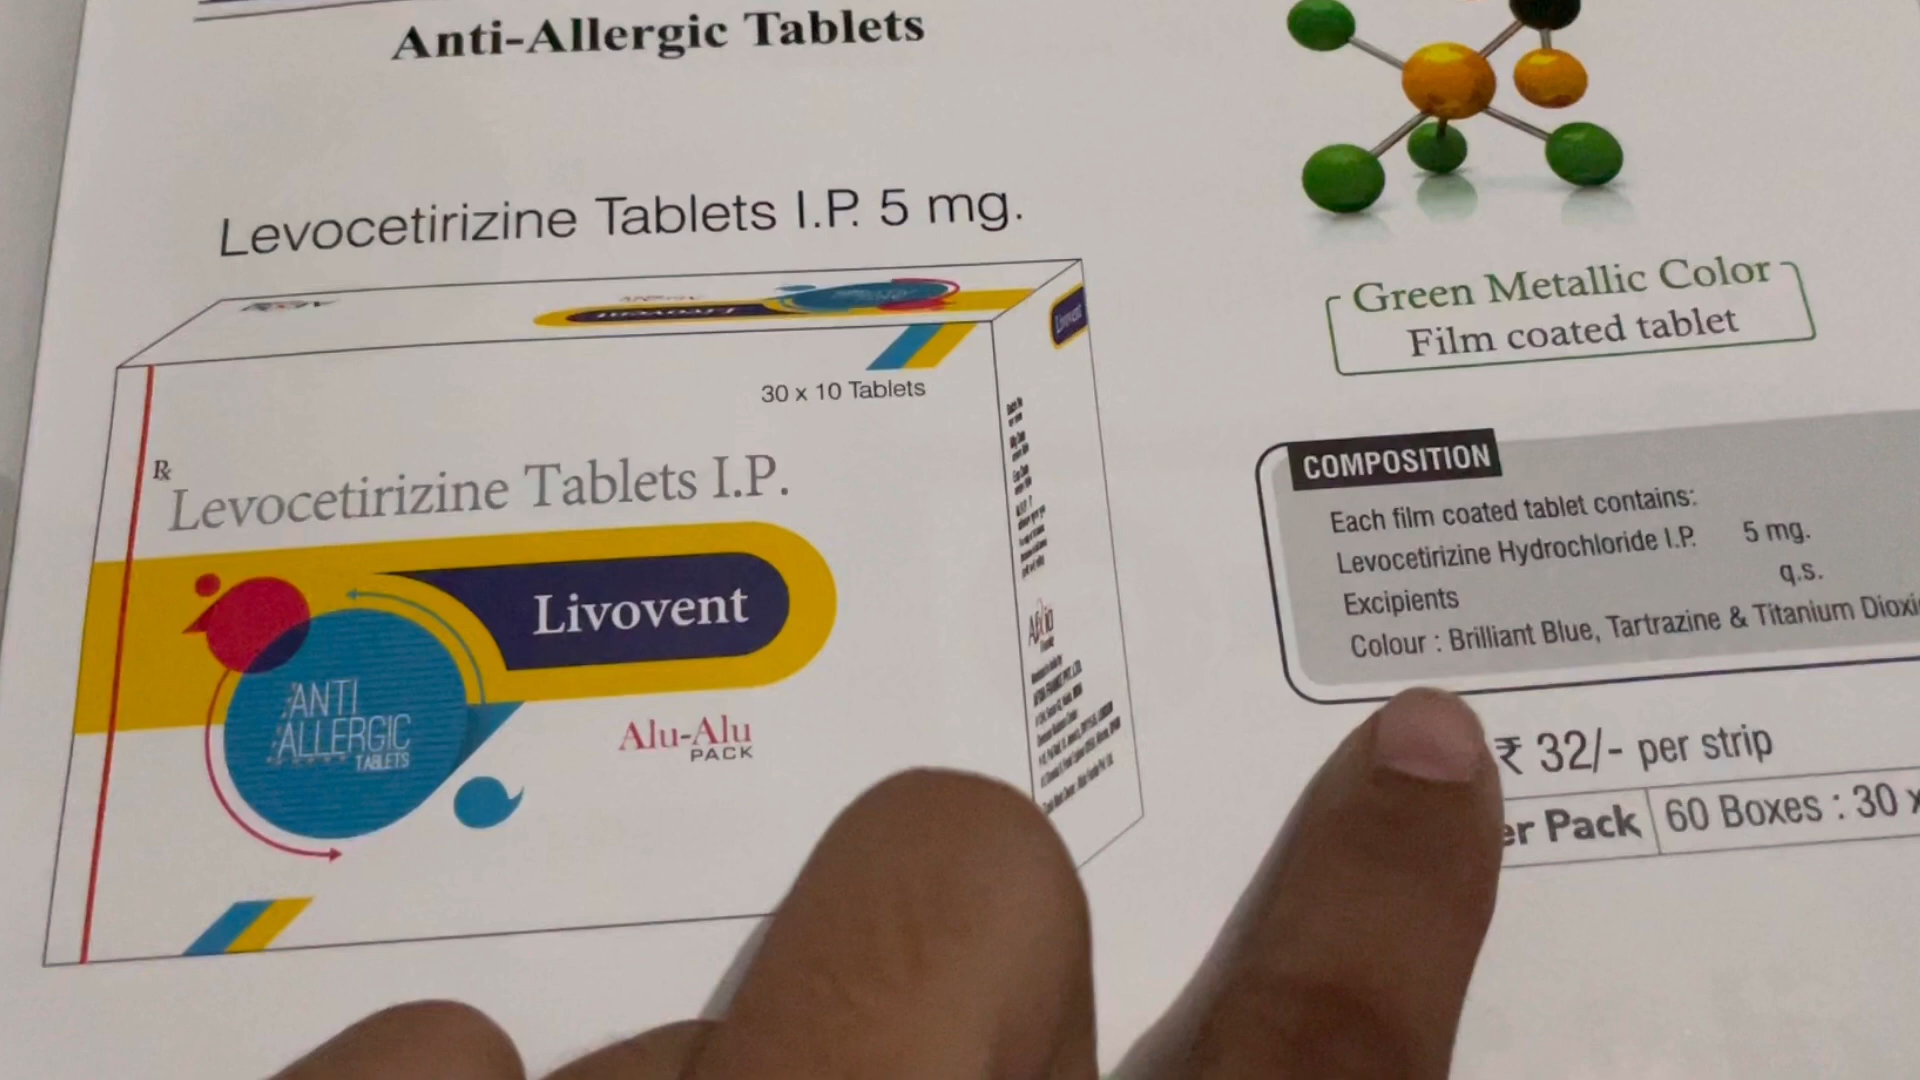 Anti-Allergic Tablets
Levocetirizine Tablets I.P. 5 mg.
Livovent
30 x 10 Tablets
Rx
Levocetirizine Tablets I.P.
Livovent
ANTI
ALLERGIC
TABLETS
Alu-Alu
PACK
Green Metallic Color
Film coated tablet
COMPOSITION
Each film coated tablet contains:
Levocetirizine Hydrochloride I.P. 5 mg.
Excipients q.s.
Colour : Brilliant Blue, Tartrazine & Titanium
₹ 32/- per strip
Pack 60 Boxes : 30 x